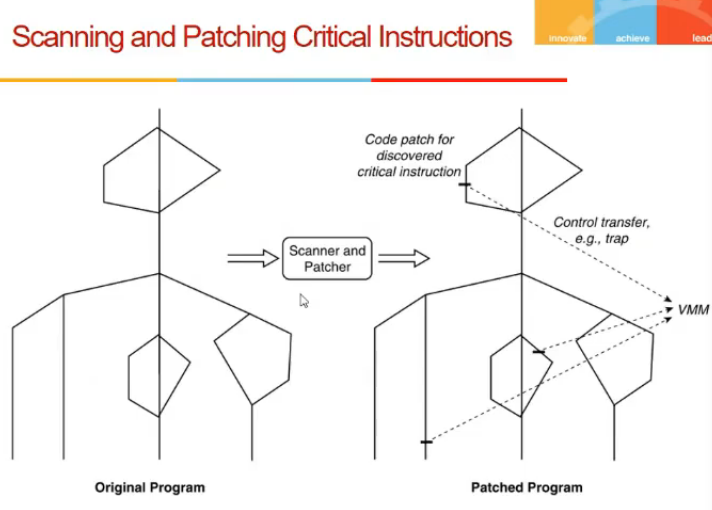 Scanning and Patching Critical Instructions
innovate achieve lead
Code patch for
discovered
critical instruction
Control transfer,
e.g., trap
Scanner and
Patcher
VMM
Original Program
Patched Program